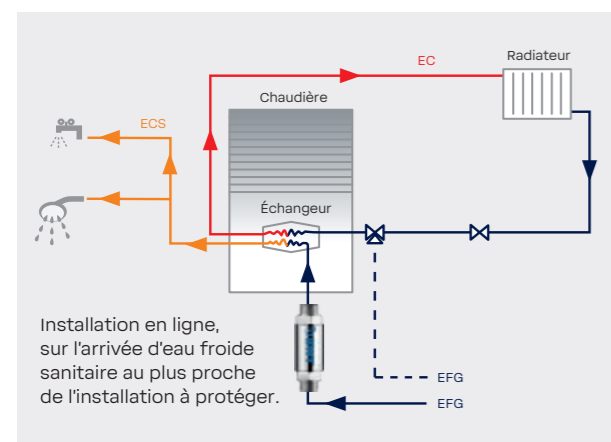 Radiateur
EC
Chaudière
ECS
Échangeur
Installation en ligne,
sur l'arrivée d'eau froide
sanitaire au plus proche
de l'installation à protéger.
EFG
EFG